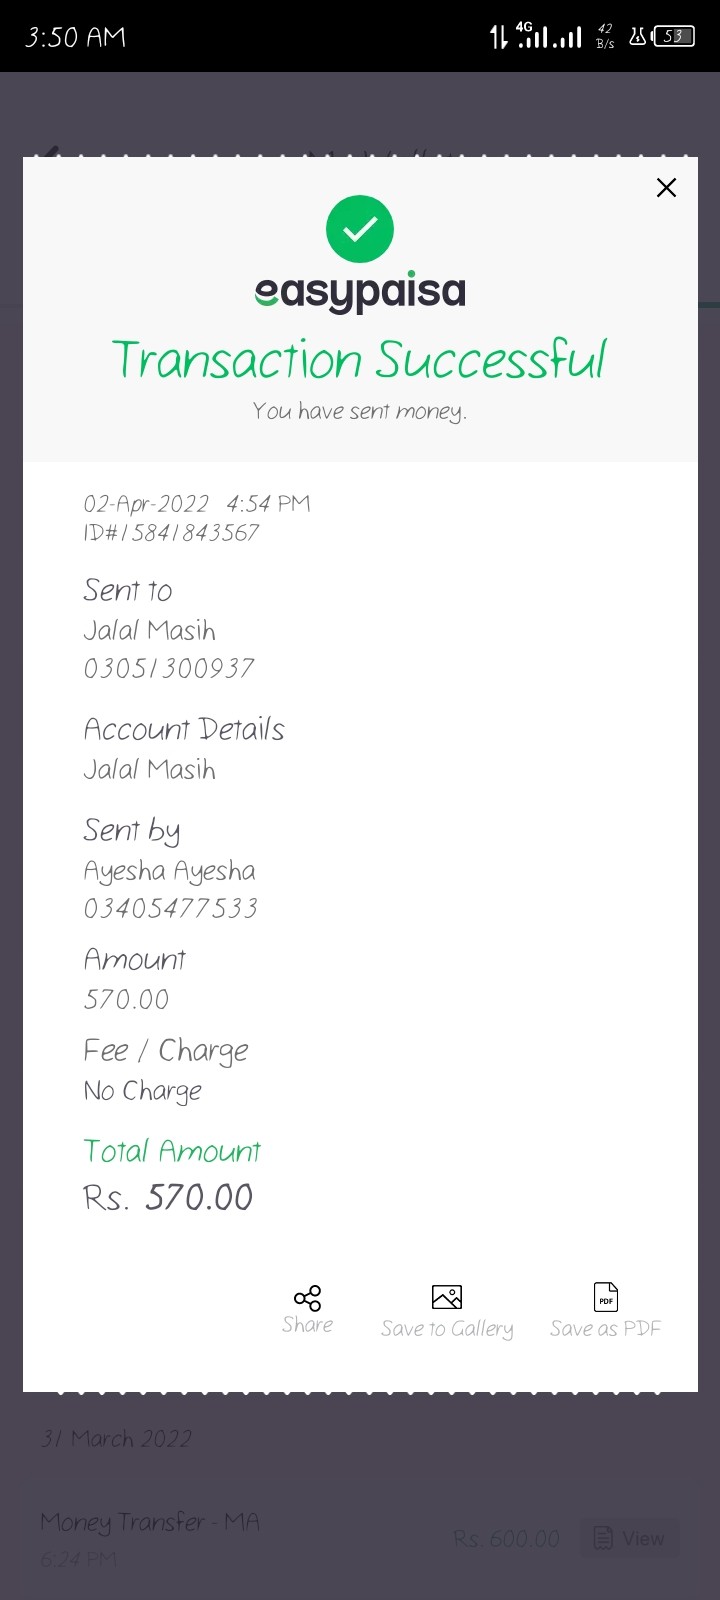 3:50 AM
4G
42
B/s
53
easypaisa
Transaction Successful
You have sent money.
02-Apr-2022 4:54 PM
ID#15841843567
Sent to
Jalal Masih
03051300937
Account Details
Jalal Masih
Sent by
Ayesha Ayesha
03405477533
Amount
570.00
Fee / Charge
No Charge
Total Amount
Rs. 570.00
Share
Save to Gallery
PDF
Save as PDF
31 March 2022
Money Transfer - MA
Rs. 600.00
View
6:24 PM